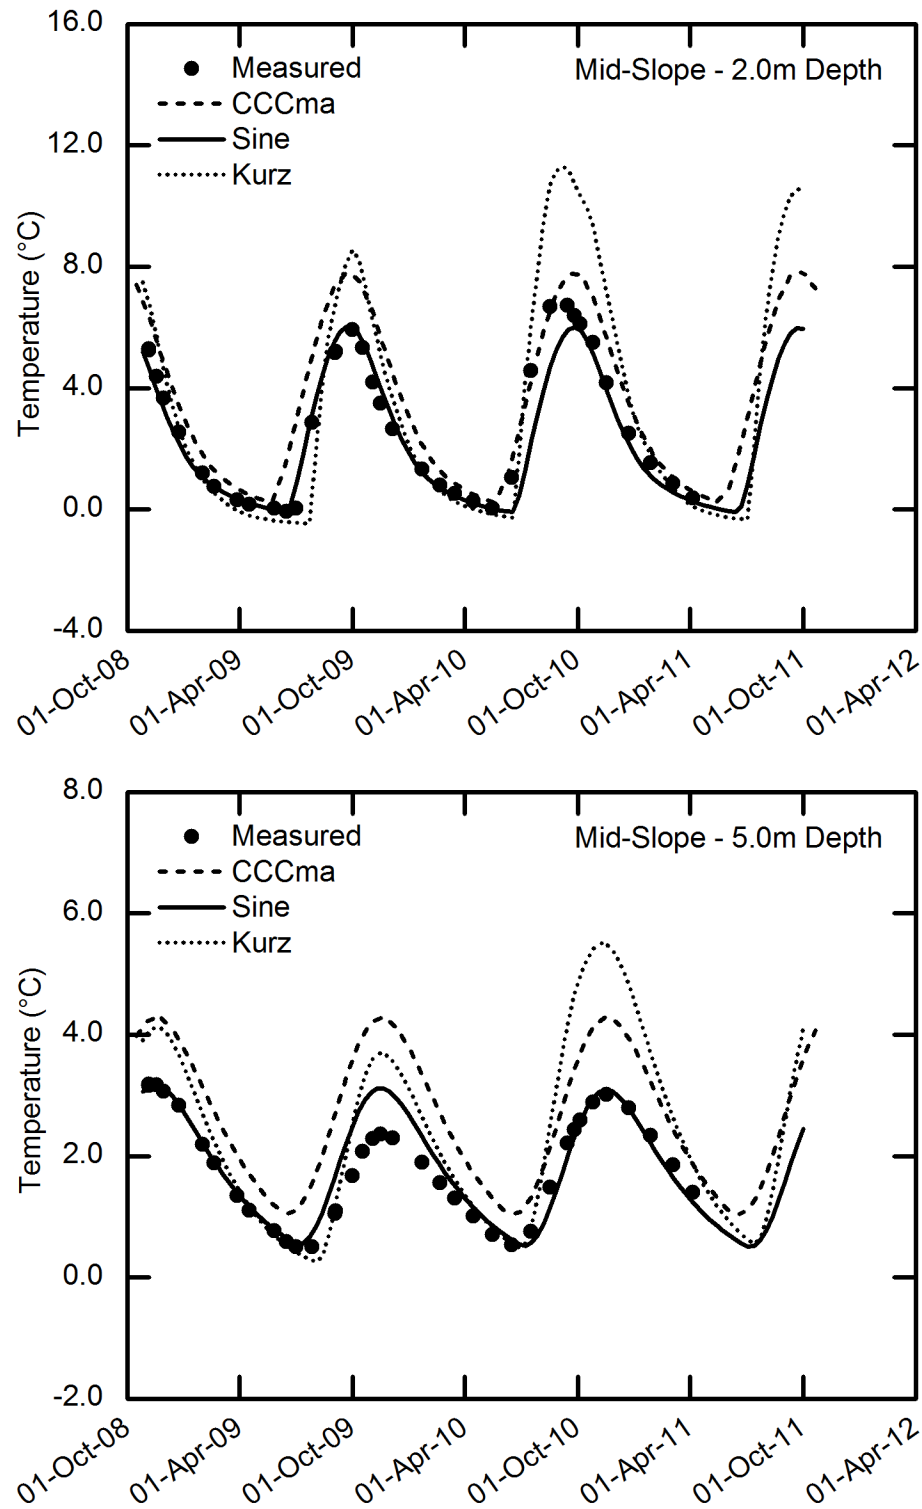 16.0
Measured
Mid-Slope - 2.0m Depth
CCCma
12.0
Sine
Kurz
8.0
4.0
0.0
-4.0
Temperature (°C)
01-Oct-08
01-Apr-09
01-Oct-09
01-Apr-10
01-Oct-10
01-Apr-11
01-Oct-11
01-Apr-12
8.0
Measured
Mid-Slope - 5.0m Depth
CCCma
6.0
Sine
Kurz
4.0
2.0
0.0
-2.0
Temperature (°C)
01-Oct-08
01-Apr-09
01-Oct-09
01-Apr-10
01-Oct-10
01-Apr-11
01-Oct-11
01-Apr-12